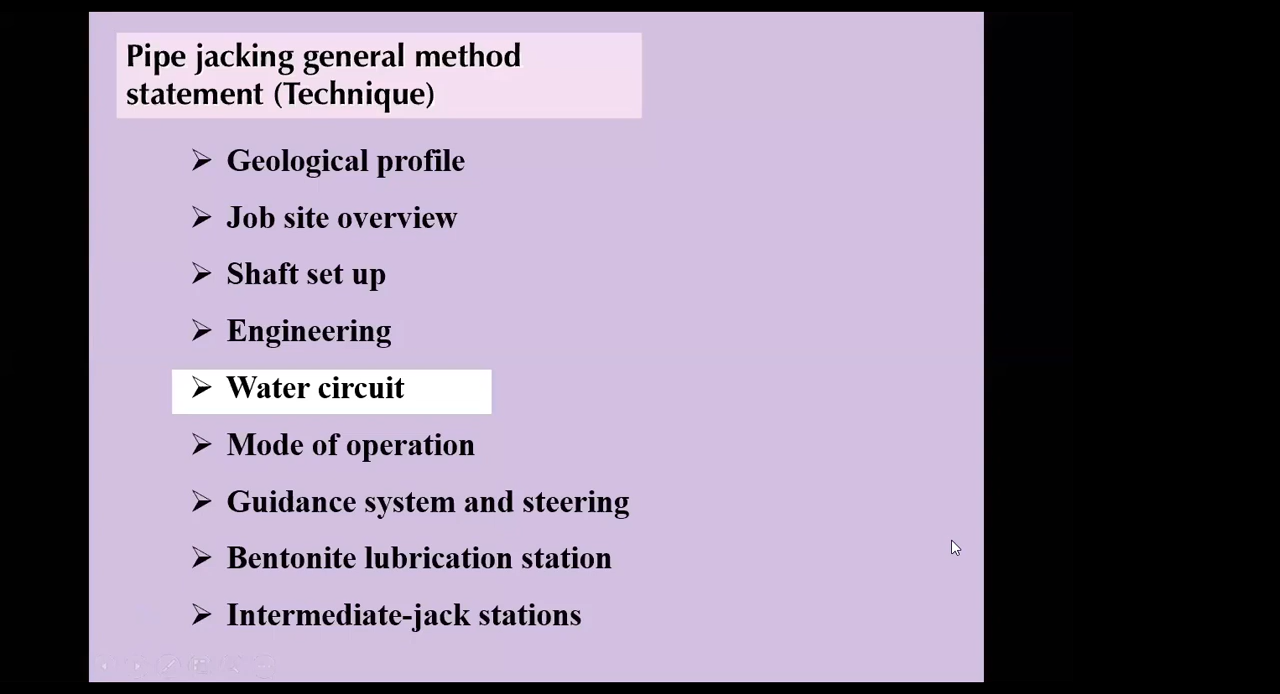 Pipe jacking general method
statement (Technique)
➢ Geological profile
➢ Job site overview
➢ Shaft set up
➢ Engineering
➢ Water circuit
➢ Mode of operation
➢ Guidance system and steering
➢ Bentonite lubrication station
➢ Intermediate-jack stations